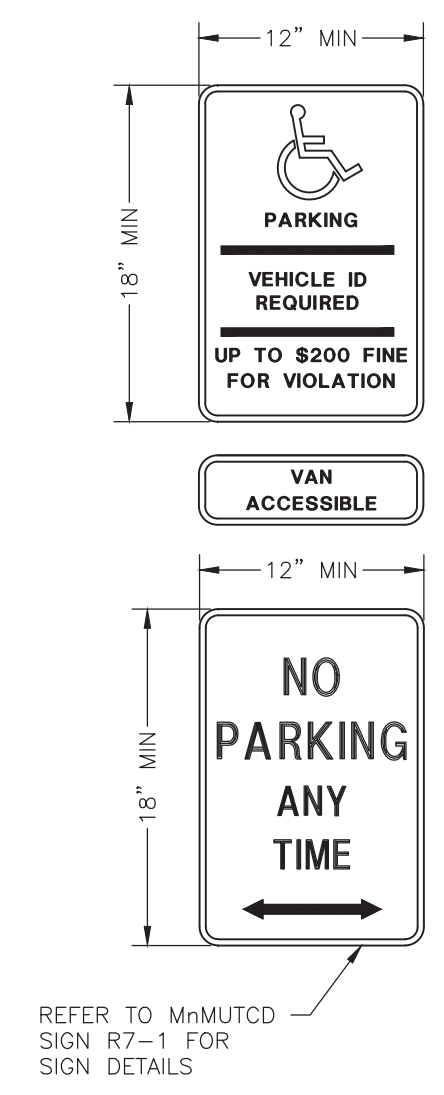 12” MIN
18” MIN
PARKING
VEHICLE ID
REQUIRED
UP TO $200 FINE
FOR VIOLATION
VAN
ACCESSIBLE
12” MIN
18” MIN
NO
PARKING
ANY
TIME
REFER TO MnMUTCD
SIGN R7-1 FOR
SIGN DETAILS